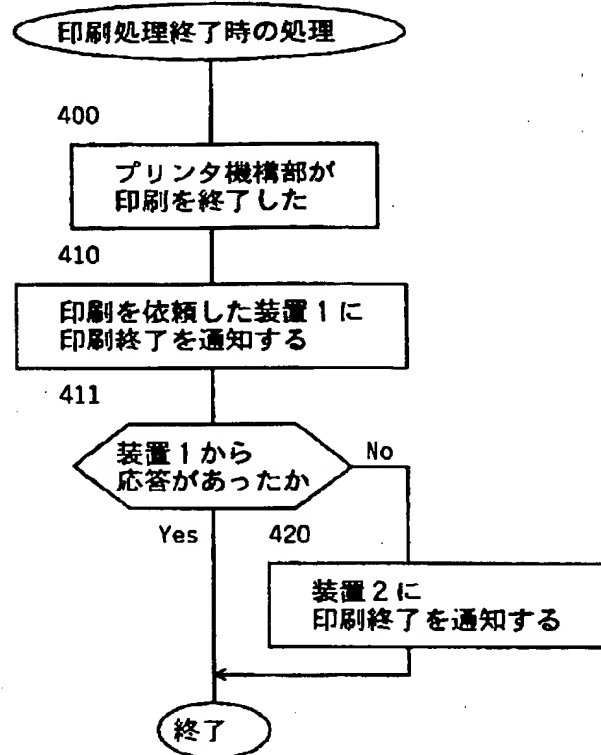 印刷処理終了時の処理
400
プリンタ機構部が
印刷を終了した
410
印刷を依頼した装置1に
印刷終了を通知する
411
装置1から
応答があったか
No
Yes
420
装置2に
印刷終了を通知する
終了